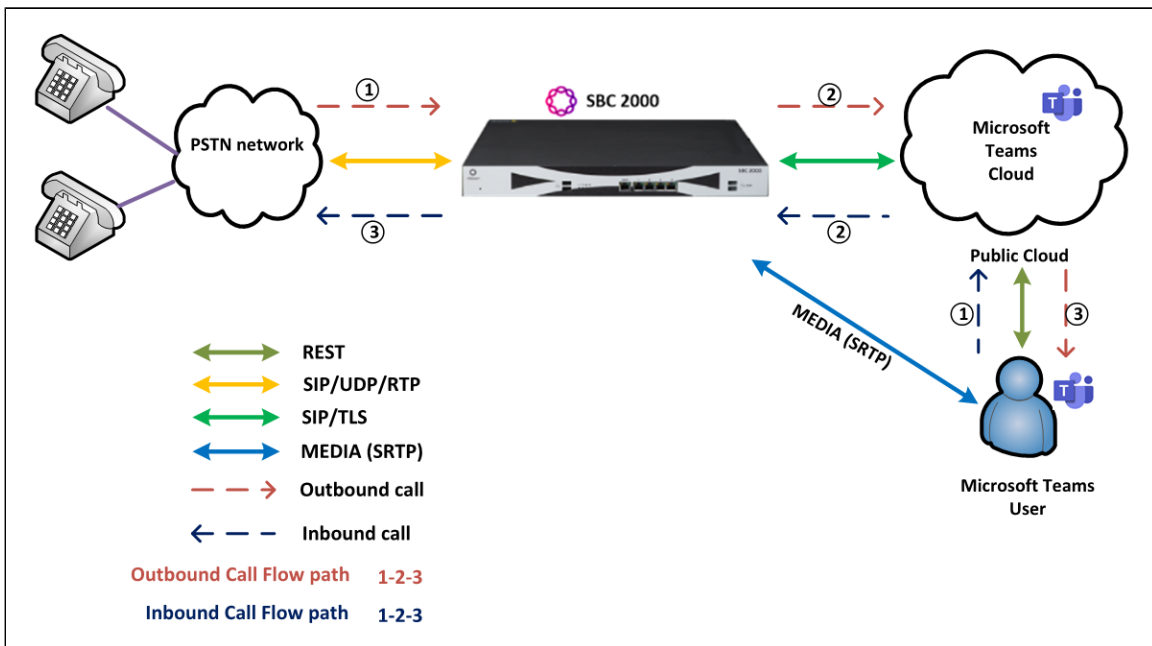 ①
SBC 2000
②
PSTN network
Microsoft
Teams
Cloud
T
SBC 2000
③
②
Public Cloud
①
③
MEDIA (SRTP)
REST
SIP/UDP/RTP
T
SIP/TLS
MEDIA (SRTP)
Outbound call
Microsoft Teams
User
Inbound call
Outbound Call Flow path 1-2-3
Inbound Call Flow path 1-2-3